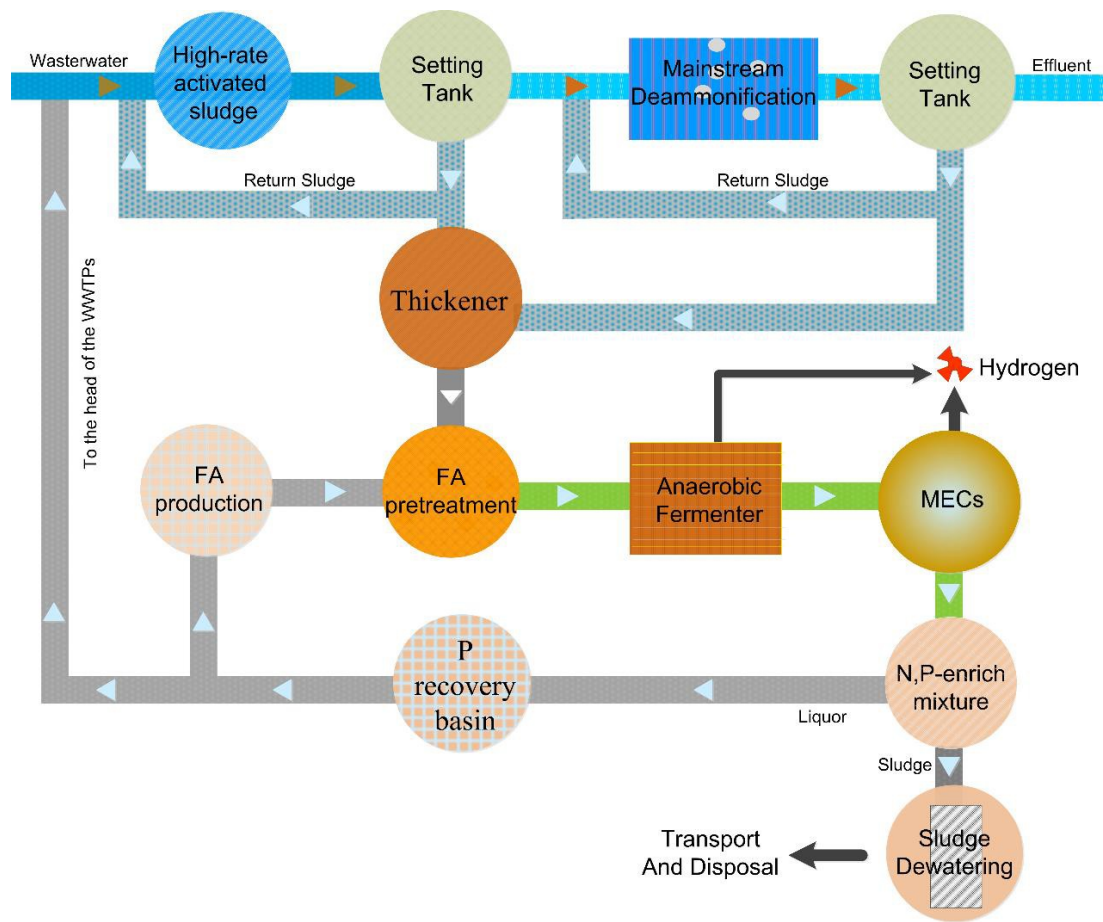 Wasterwater
High-rate
activated
sludge
Setting
Tank
Mainstream
Deammonification
Setting
Tank
Effluent
Return Sludge
Return Sludge
To the head of the WWTPs
Thickener
Hydrogen
FA
production
FA
pretreatment
Anaerobic
Fermenter
MECs
P
recovery
basin
N,P-enrich
mixture
Liquor
Sludge
Transport
And Disposal
Sludge
Dewatering